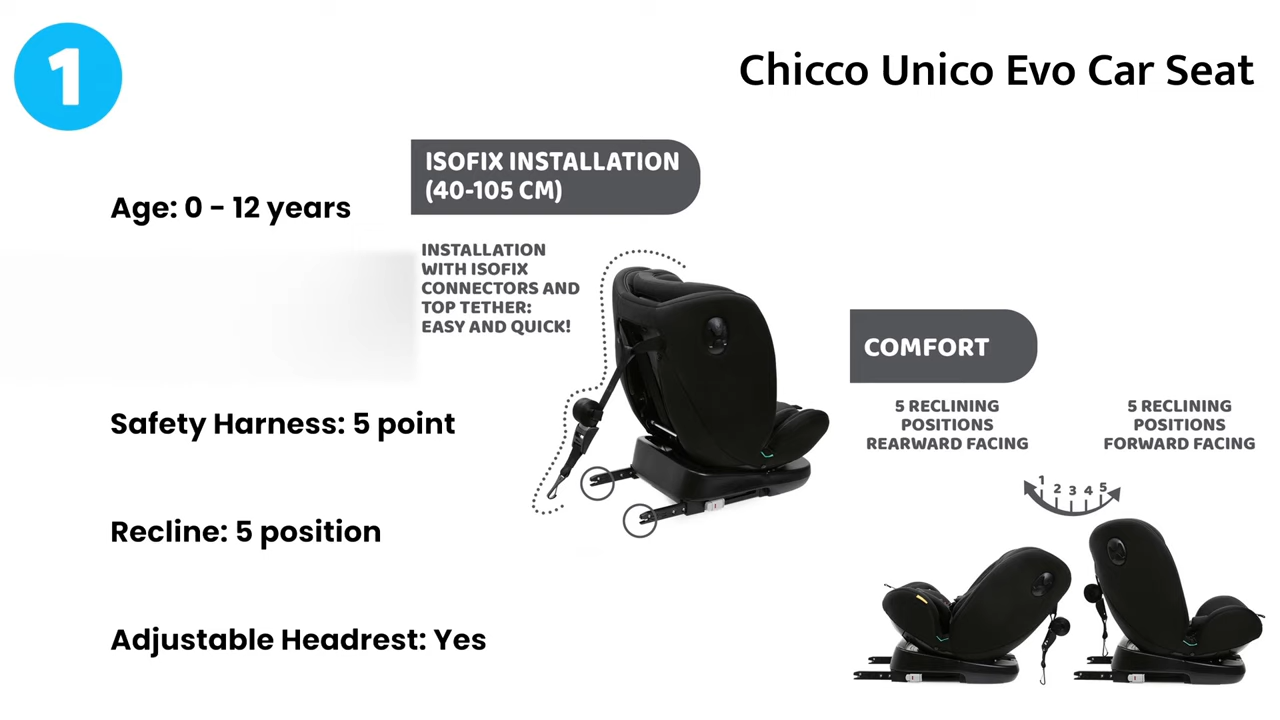 1
Chicco Unico Evo Car Seat
ISOFIX INSTALLATION
(40-105 CM)
Age: 0 - 12 years
INSTALLATION
WITH ISOFIX
CONNECTORS AND
TOP TETHER:
EASY AND QUICK!
COMFORT
5 RECLINING
POSITIONS
REARWARD FACING
5 RECLINING
POSITIONS
FORWARD FACING
Safety Harness: 5 point
1 2 3 4 5
Recline: 5 position
Adjustable Headrest: Yes